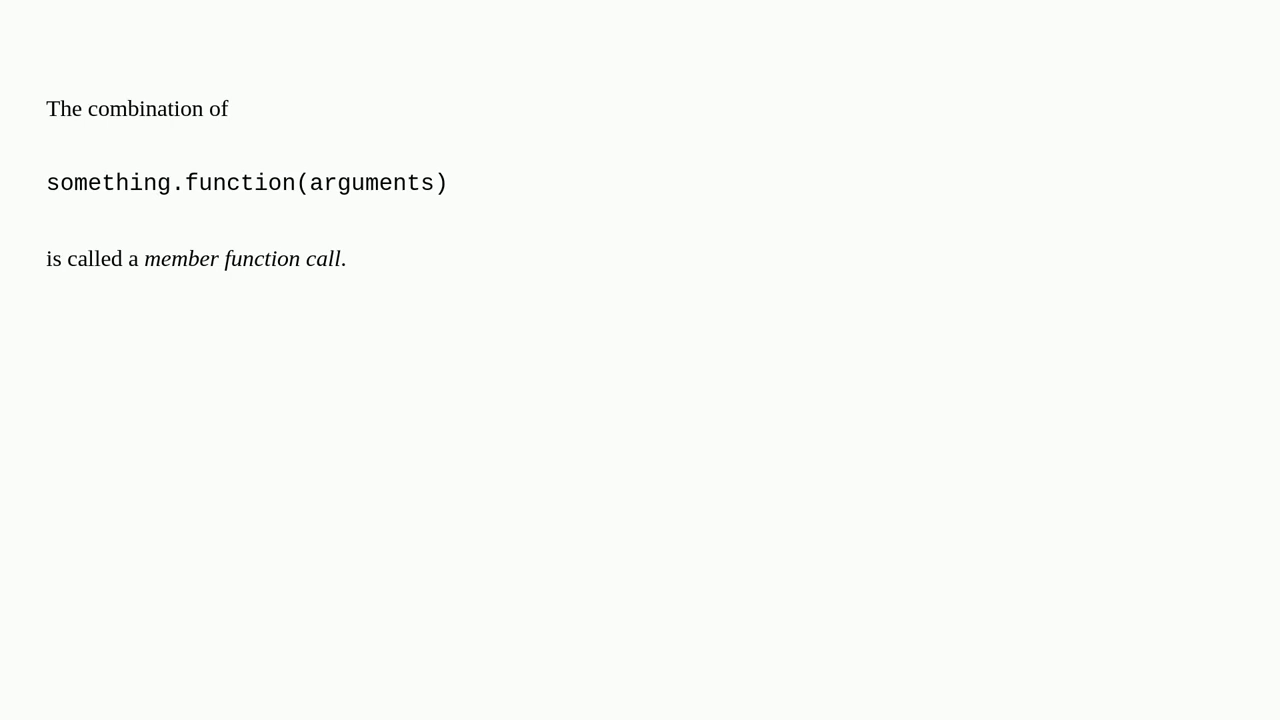 The combination of
something.function(arguments)
is called a member function call.